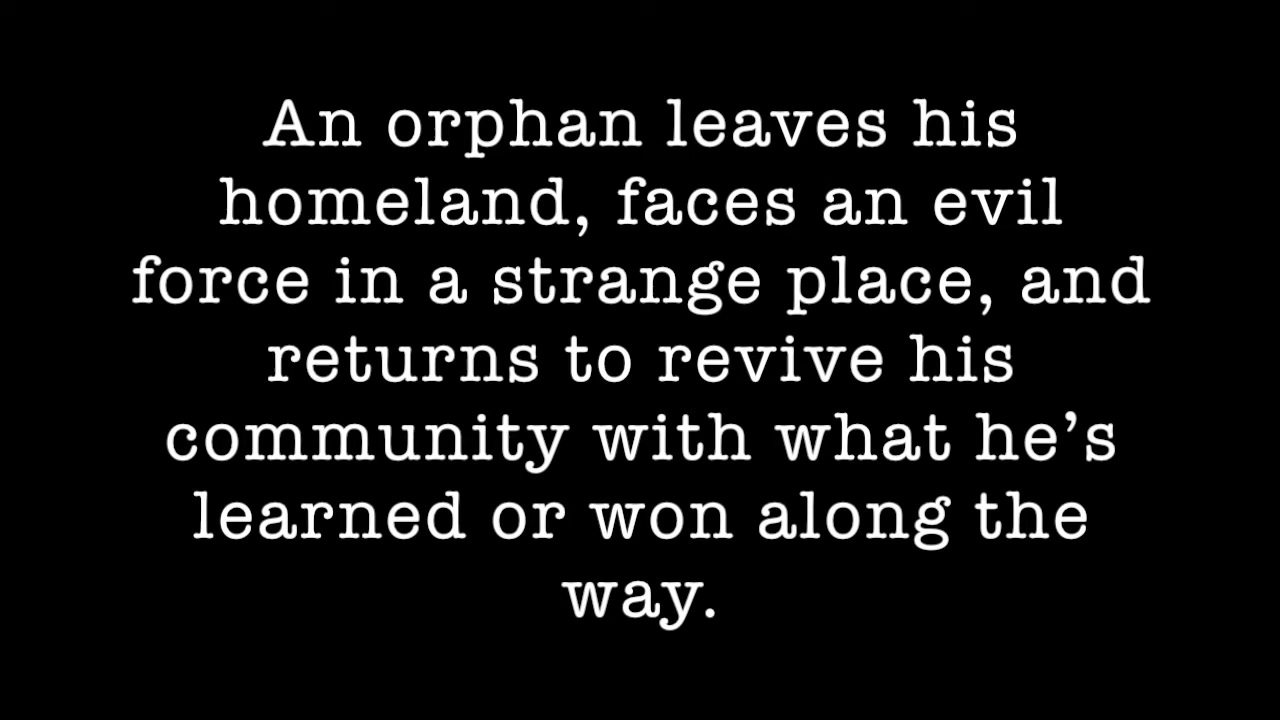 An orphan leaves his
homeland, faces an evil
force in a strange place, and
returns to revive his
community with what he’s
learned or won along the
way.